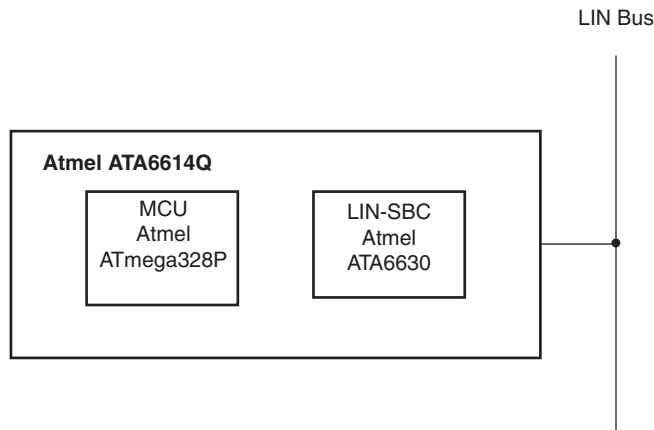 LIN Bus
Atmel ATA6614Q
MCU
Atmel
ATmega328P
LIN-SBC
Atmel
ATA6630